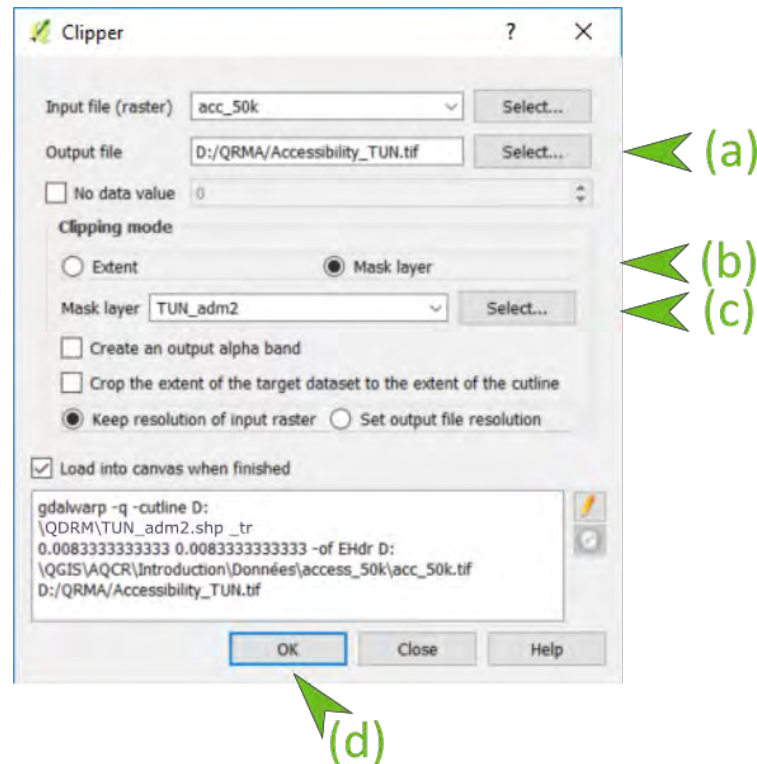 Clipper ? ×
Input file (raster) acc_50k Select...
Output file D:/QRMA/Accessibility_TUN.tif Select... (a)
No data value 0
Clipping mode
Extent Mask layer (b)
Mask layer TUN_adm2 Select... (c)
Create an output alpha band
Crop the extent of the target dataset to the extent of the cutline
Keep resolution of input raster Set output file resolution
Load into canvas when finished
gdalwarp -q -cutline D:
\QDRM\TUN_adm2.shp _tr
0.0083333333333 0.0083333333333 -of EHdr D:
\QGIS\AQCR\Introduction\Données\access_50k\acc_50k.tif
D:/QRMA/Accessibility_TUN.tif
OK Close Help
(d)